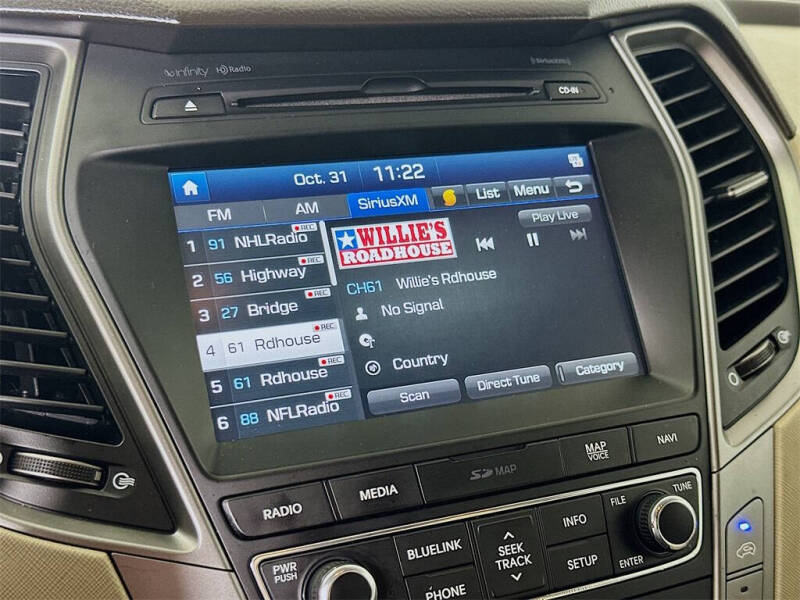 infinity HD Radio
SiriusXM
CD-IN
Oct. 31 11:22
FM AM SiriusXM List Menu
Play Live
1 91 NHLRadio REC
2 56 Highway REC
3 27 Bridge REC
4 61 Rdhouse REC
5 61 Rdhouse REC
6 88 NFLRadio REC
WILLIE'S
ROADHOUSE
CH61 Willie's Rdhouse
No Signal
Country
Scan Direct Tune Category
RADIO MEDIA SD MAP MAP
VOICE NAVI
PWR
PUSH
BLUELINK
PHONE
SEEK
TRACK
INFO
SETUP
FILE TUNE
ENTER